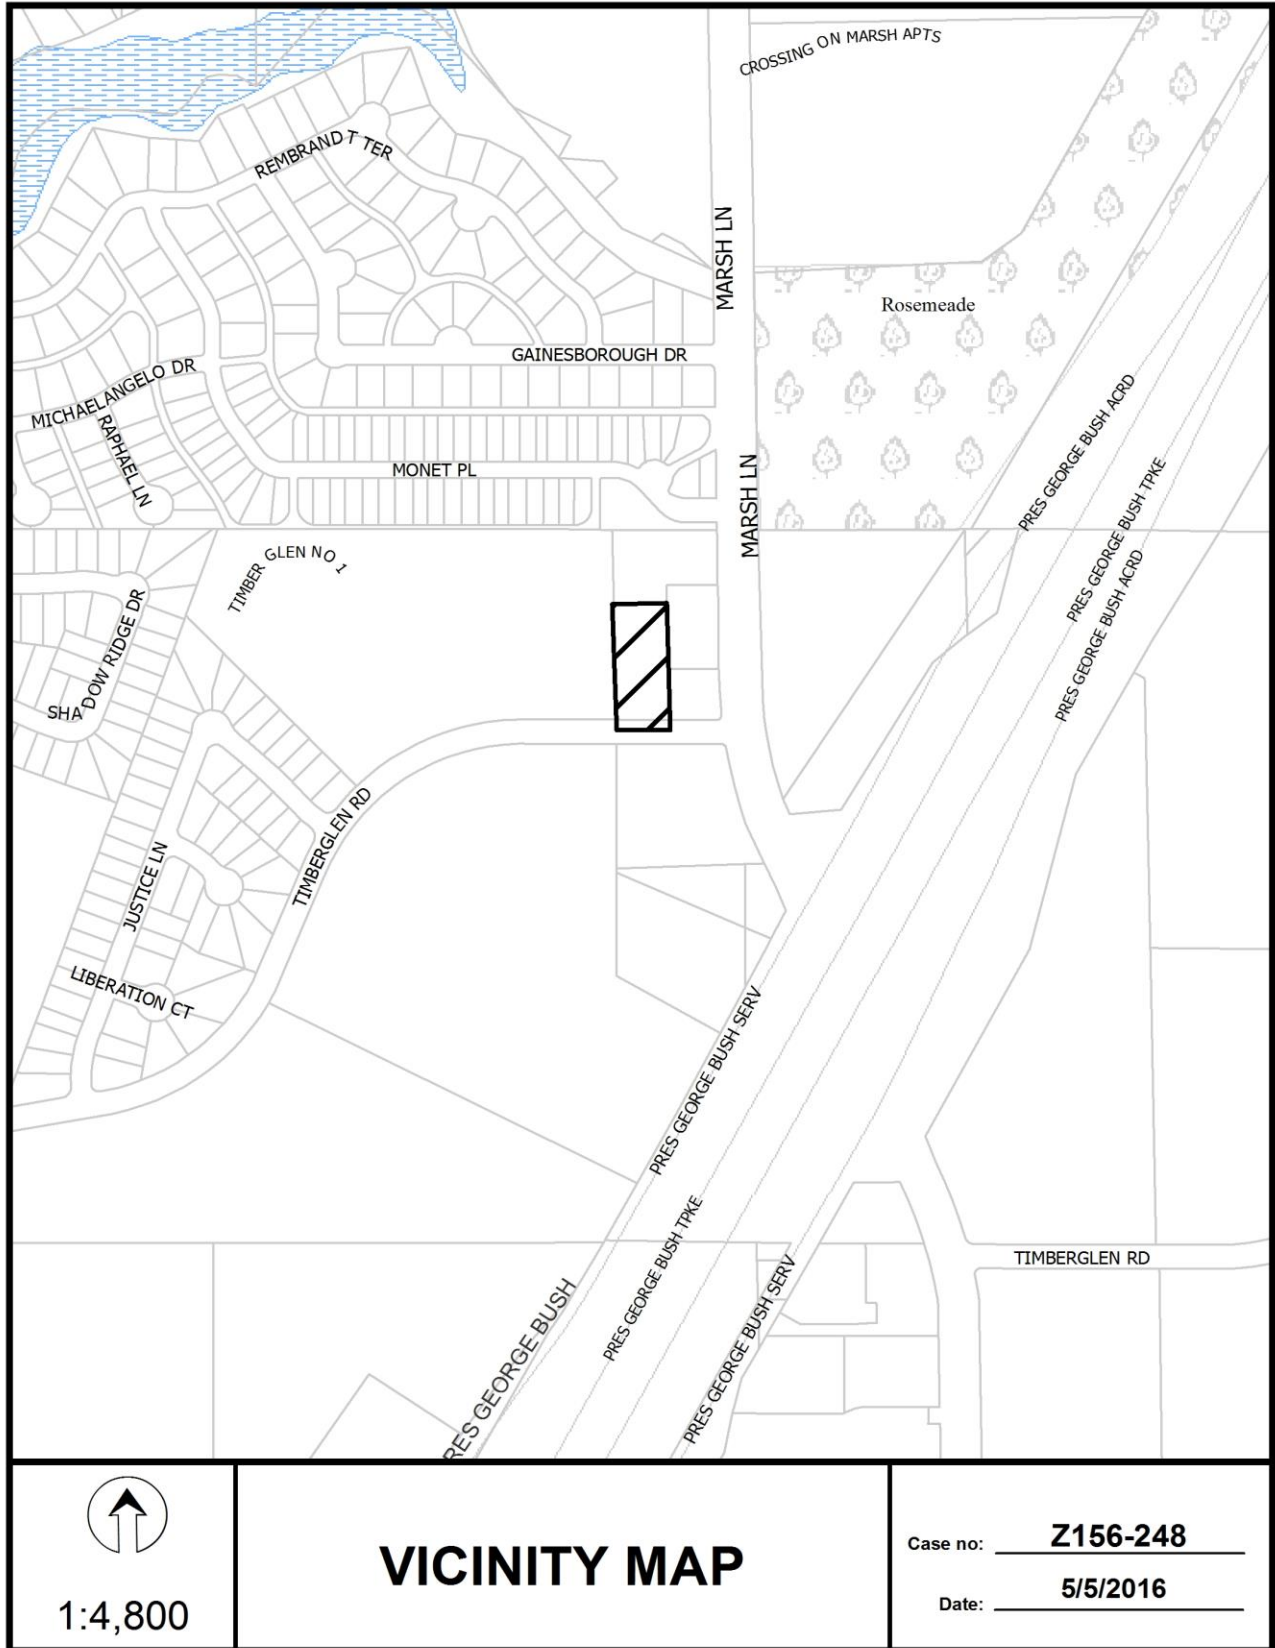 CROSSING ON MARSH APTS
REMBRANDT TER
MARSH LN
Rosemeade
GAINESBOROUGH DR
MICHAELANGELO DR
RAPHAEL LN
PRES GEORGE BUSH ACRD
MONET PL
MARSH LN
PRES GEORGE BUSH TPKE
TIMBER GLEN NO 1
PRES GEORGE BUSH ACRD
SHADOW RIDGE DR
TIMBERGLEN RD
JUSTICE LN
LIBERATION CT
PRES GEORGE BUSH SERV
PRES GEORGE BUSH TPKE
TIMBERGLEN RD
PRES GEORGE BUSH SERV
RES GEORGE BUSH
1:4,800
VICINITY MAP
Case no: Z156-248
Date: 5/5/2016